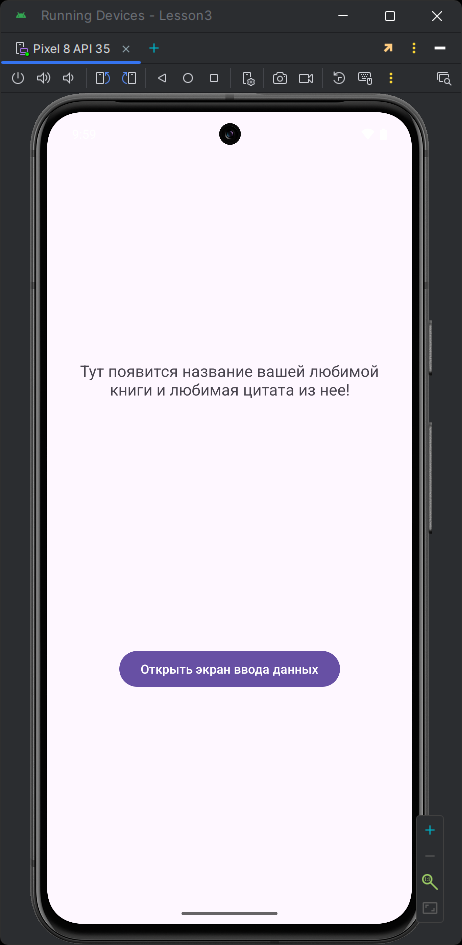 Running Devices - Lesson3
Pixel 8 API 35
Тут появится название вашей любимой
книги и любимая цитата из нее!
Открыть экран ввода данных